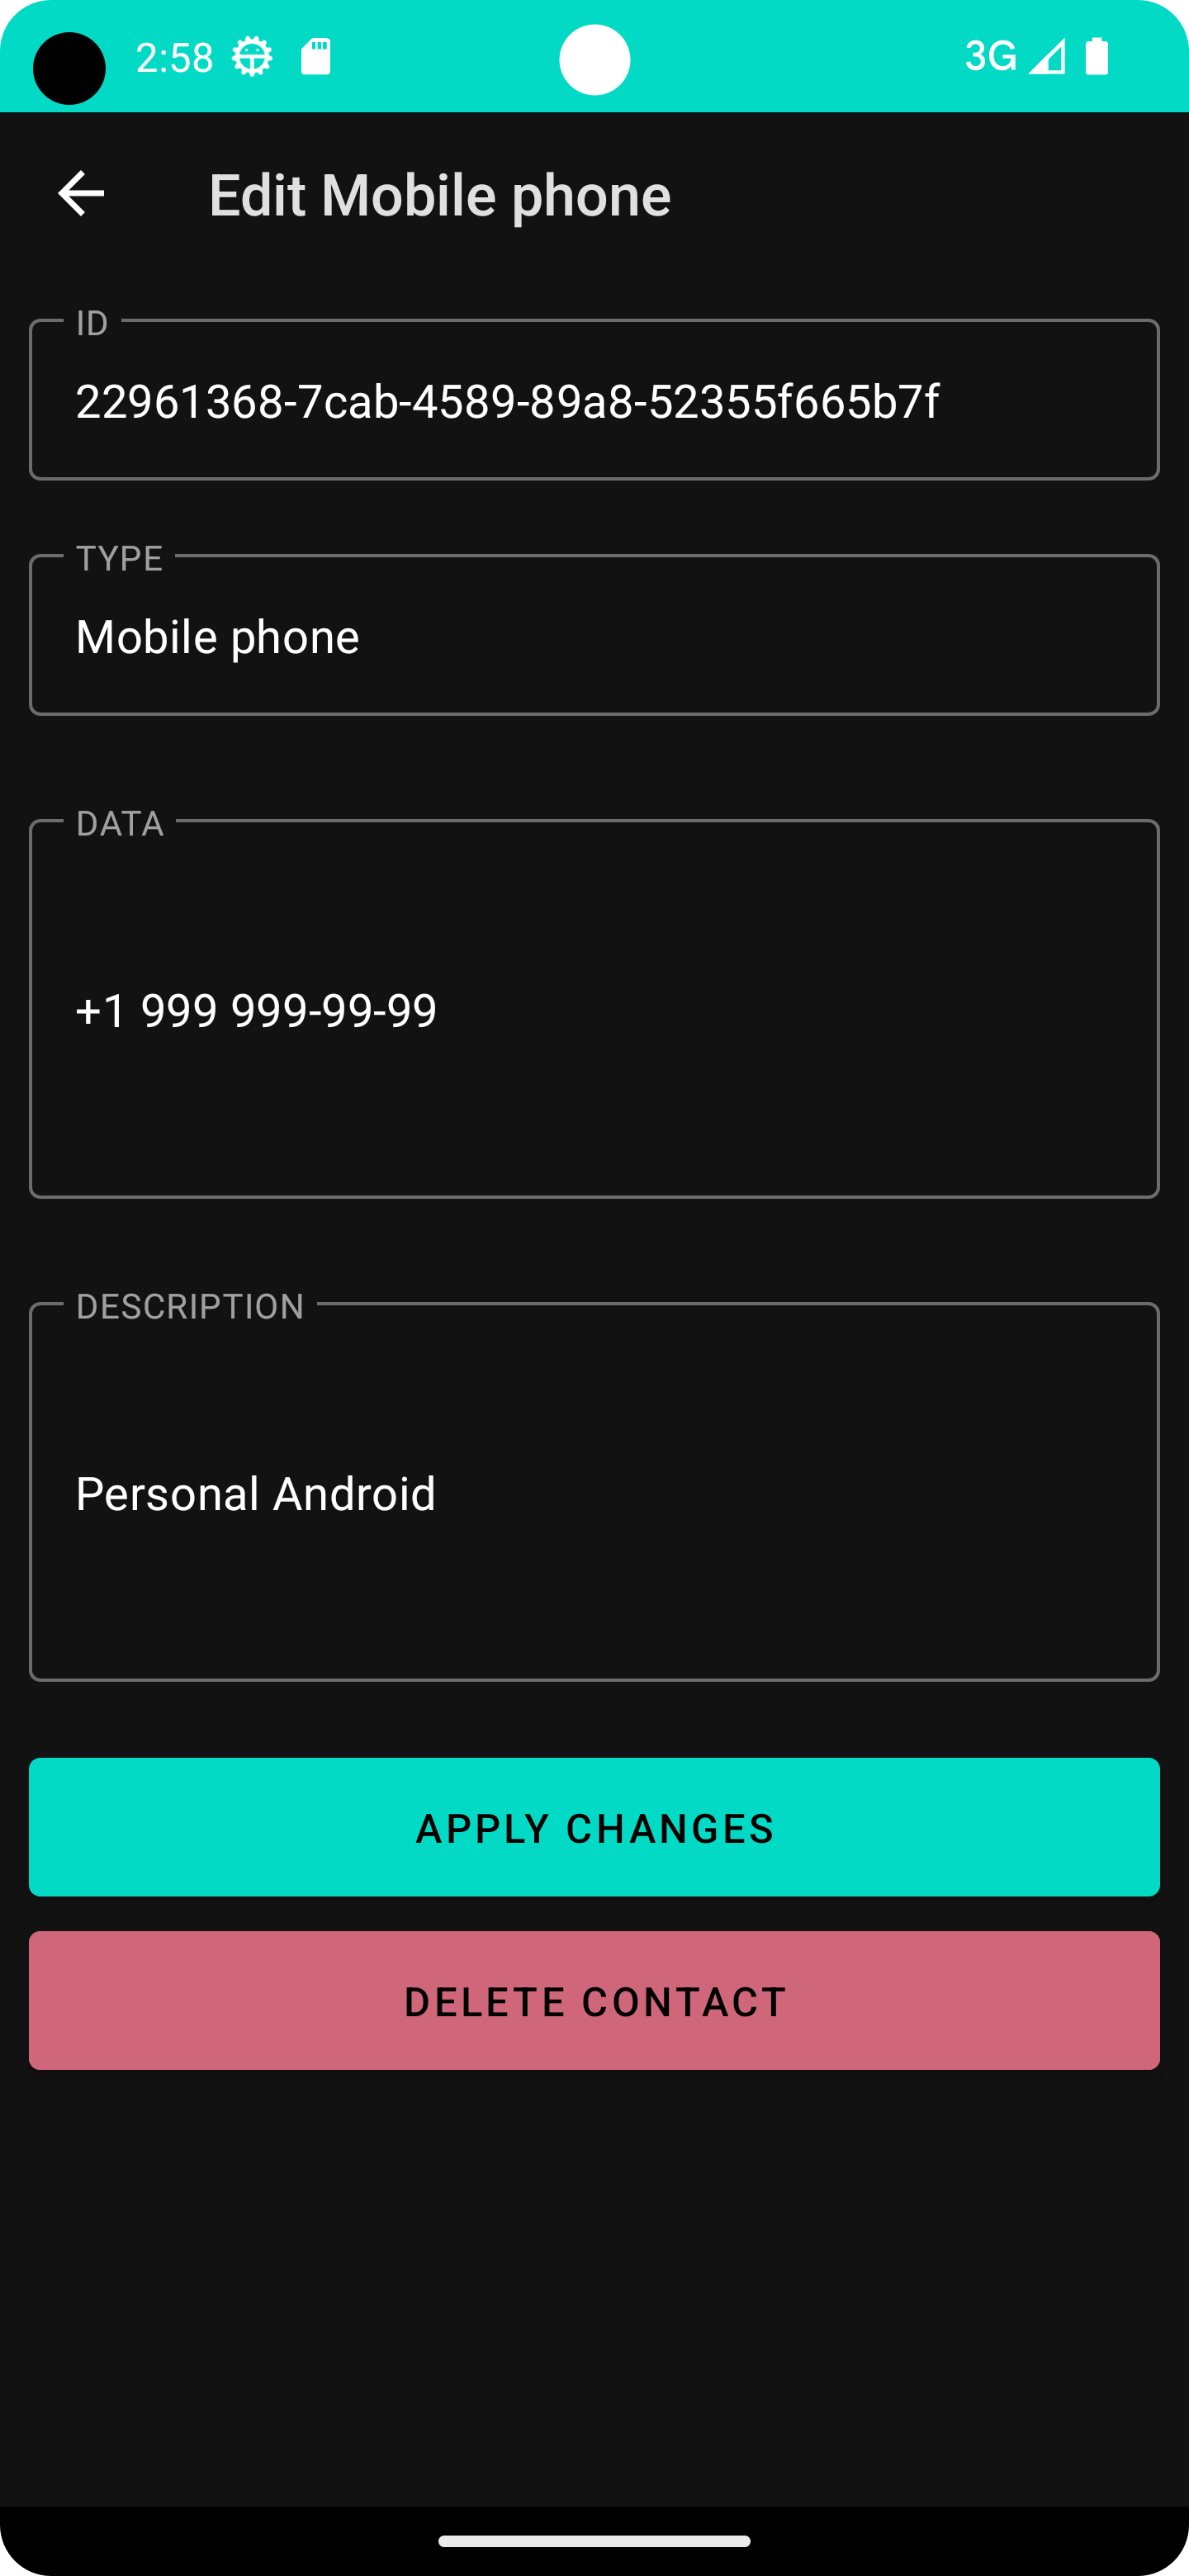 2:58
3G
Edit Mobile phone
ID
22961368-7cab-4589-89a8-52355f665b7f
TYPE
Mobile phone
DATA
+1 999 999-99-99
DESCRIPTION
Personal Android
APPLY CHANGES
DELETE CONTACT